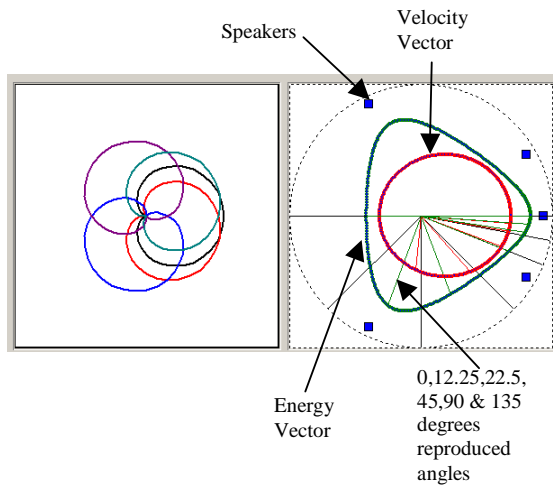 Speakers
Velocity
Vector
Energy
Vector
0,12.25,22.5,
45,90 & 135
degrees
reproduced
angles